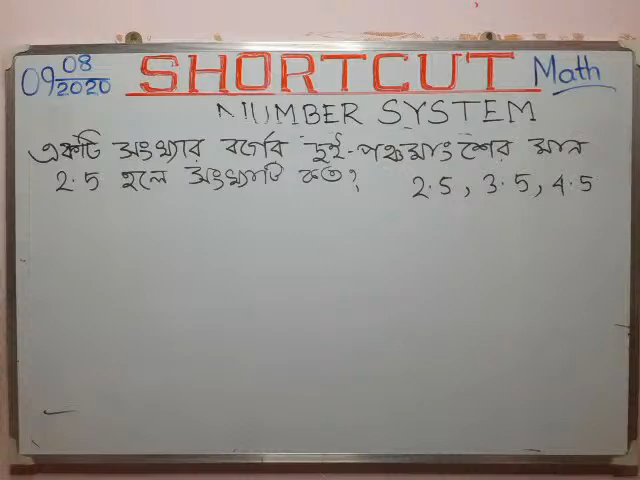 09 08/2020 SHORTCUT Math
NUMBER SYSTEM
একটি সংখ্যার বর্গের দুই-পঞ্চমাংশের মান
2.5 হলে সংখ্যাটি কত? 2.5, 3.5, 4.5